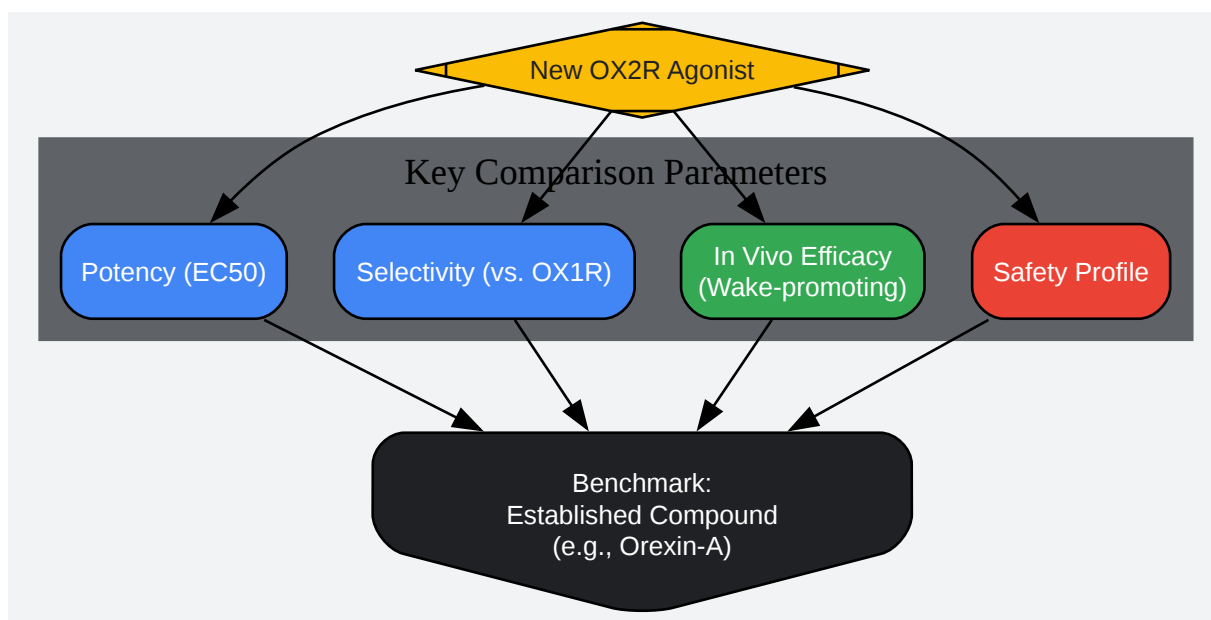 New OX2R Agonist
Key Comparison Parameters
Potency (EC50)
Selectivity (vs. OX1R)
In Vivo Efficacy
(Wake-promoting)
Safety Profile
Benchmark:
Established Compound
(e.g., Orexin-A)